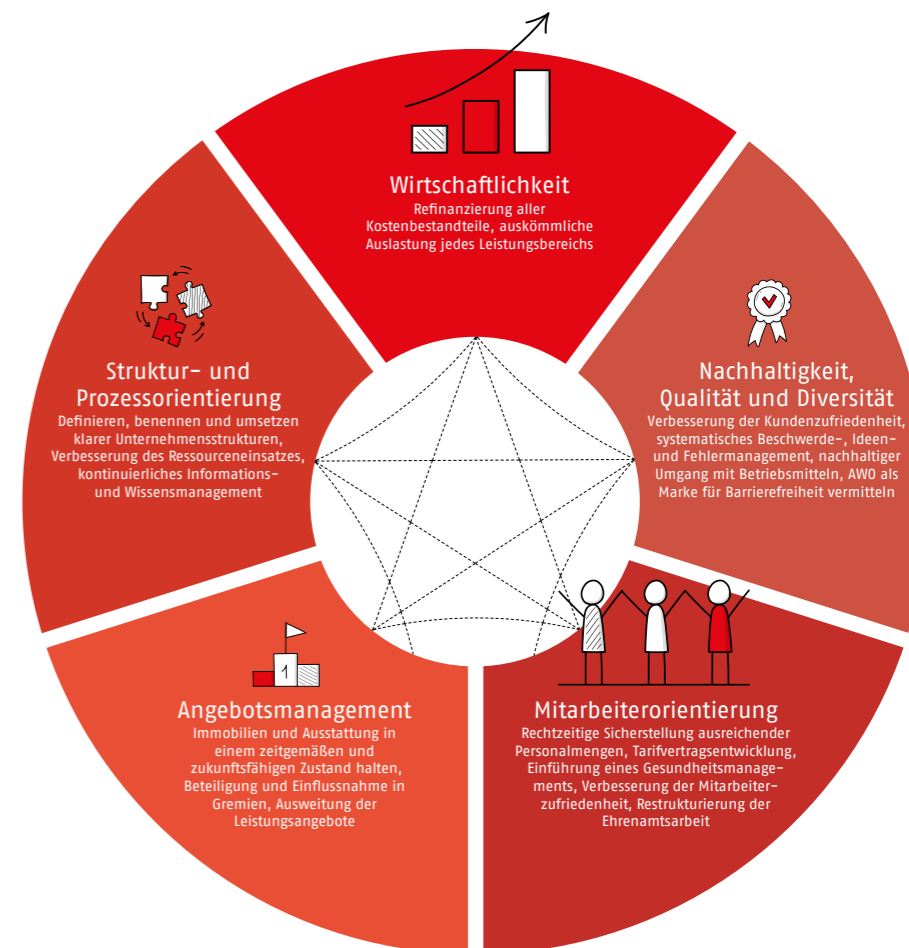 Wirtschaftlichkeit
Refinanzierung aller
Kostenbestandteile, auskömmliche
Auslastung jedes Leistungsbereichs
Struktur- und
Prozessorientierung
Definieren, benennen und umsetzen
klarer Unternehmensstrukturen,
Verbesserung des Ressourceneinsatzes,
kontinuierliches Informations-
und Wissensmanagement
Nachhaltigkeit,
Qualität und Diversität
Verbesserung der Kundenzufriedenheit,
systematisches Beschwerde-, Ideen-
und Fehlermanagement, nachhaltiger
Umgang mit Betriebsmitteln, AWO als
Marke für Barrierefreiheit vermitteln
1
Angebotsmanagement
Immobilien und Ausstattung in
einem zeitgemäßen und
zukunftsfähigen Zustand halten,
Beteiligung und Einflussnahme in
Gremien, Ausweitung der
Leistungsangebote
Mitarbeiterorientierung
Rechtzeitige Sicherstellung ausreichender
Personalmengen, Tarifvertragsentwicklung,
Einführung eines Gesundheitsmanage-
ments, Verbesserung der Mitarbeiter-
zufriedenheit, Restrukturierung der
Ehrenamtsarbeit